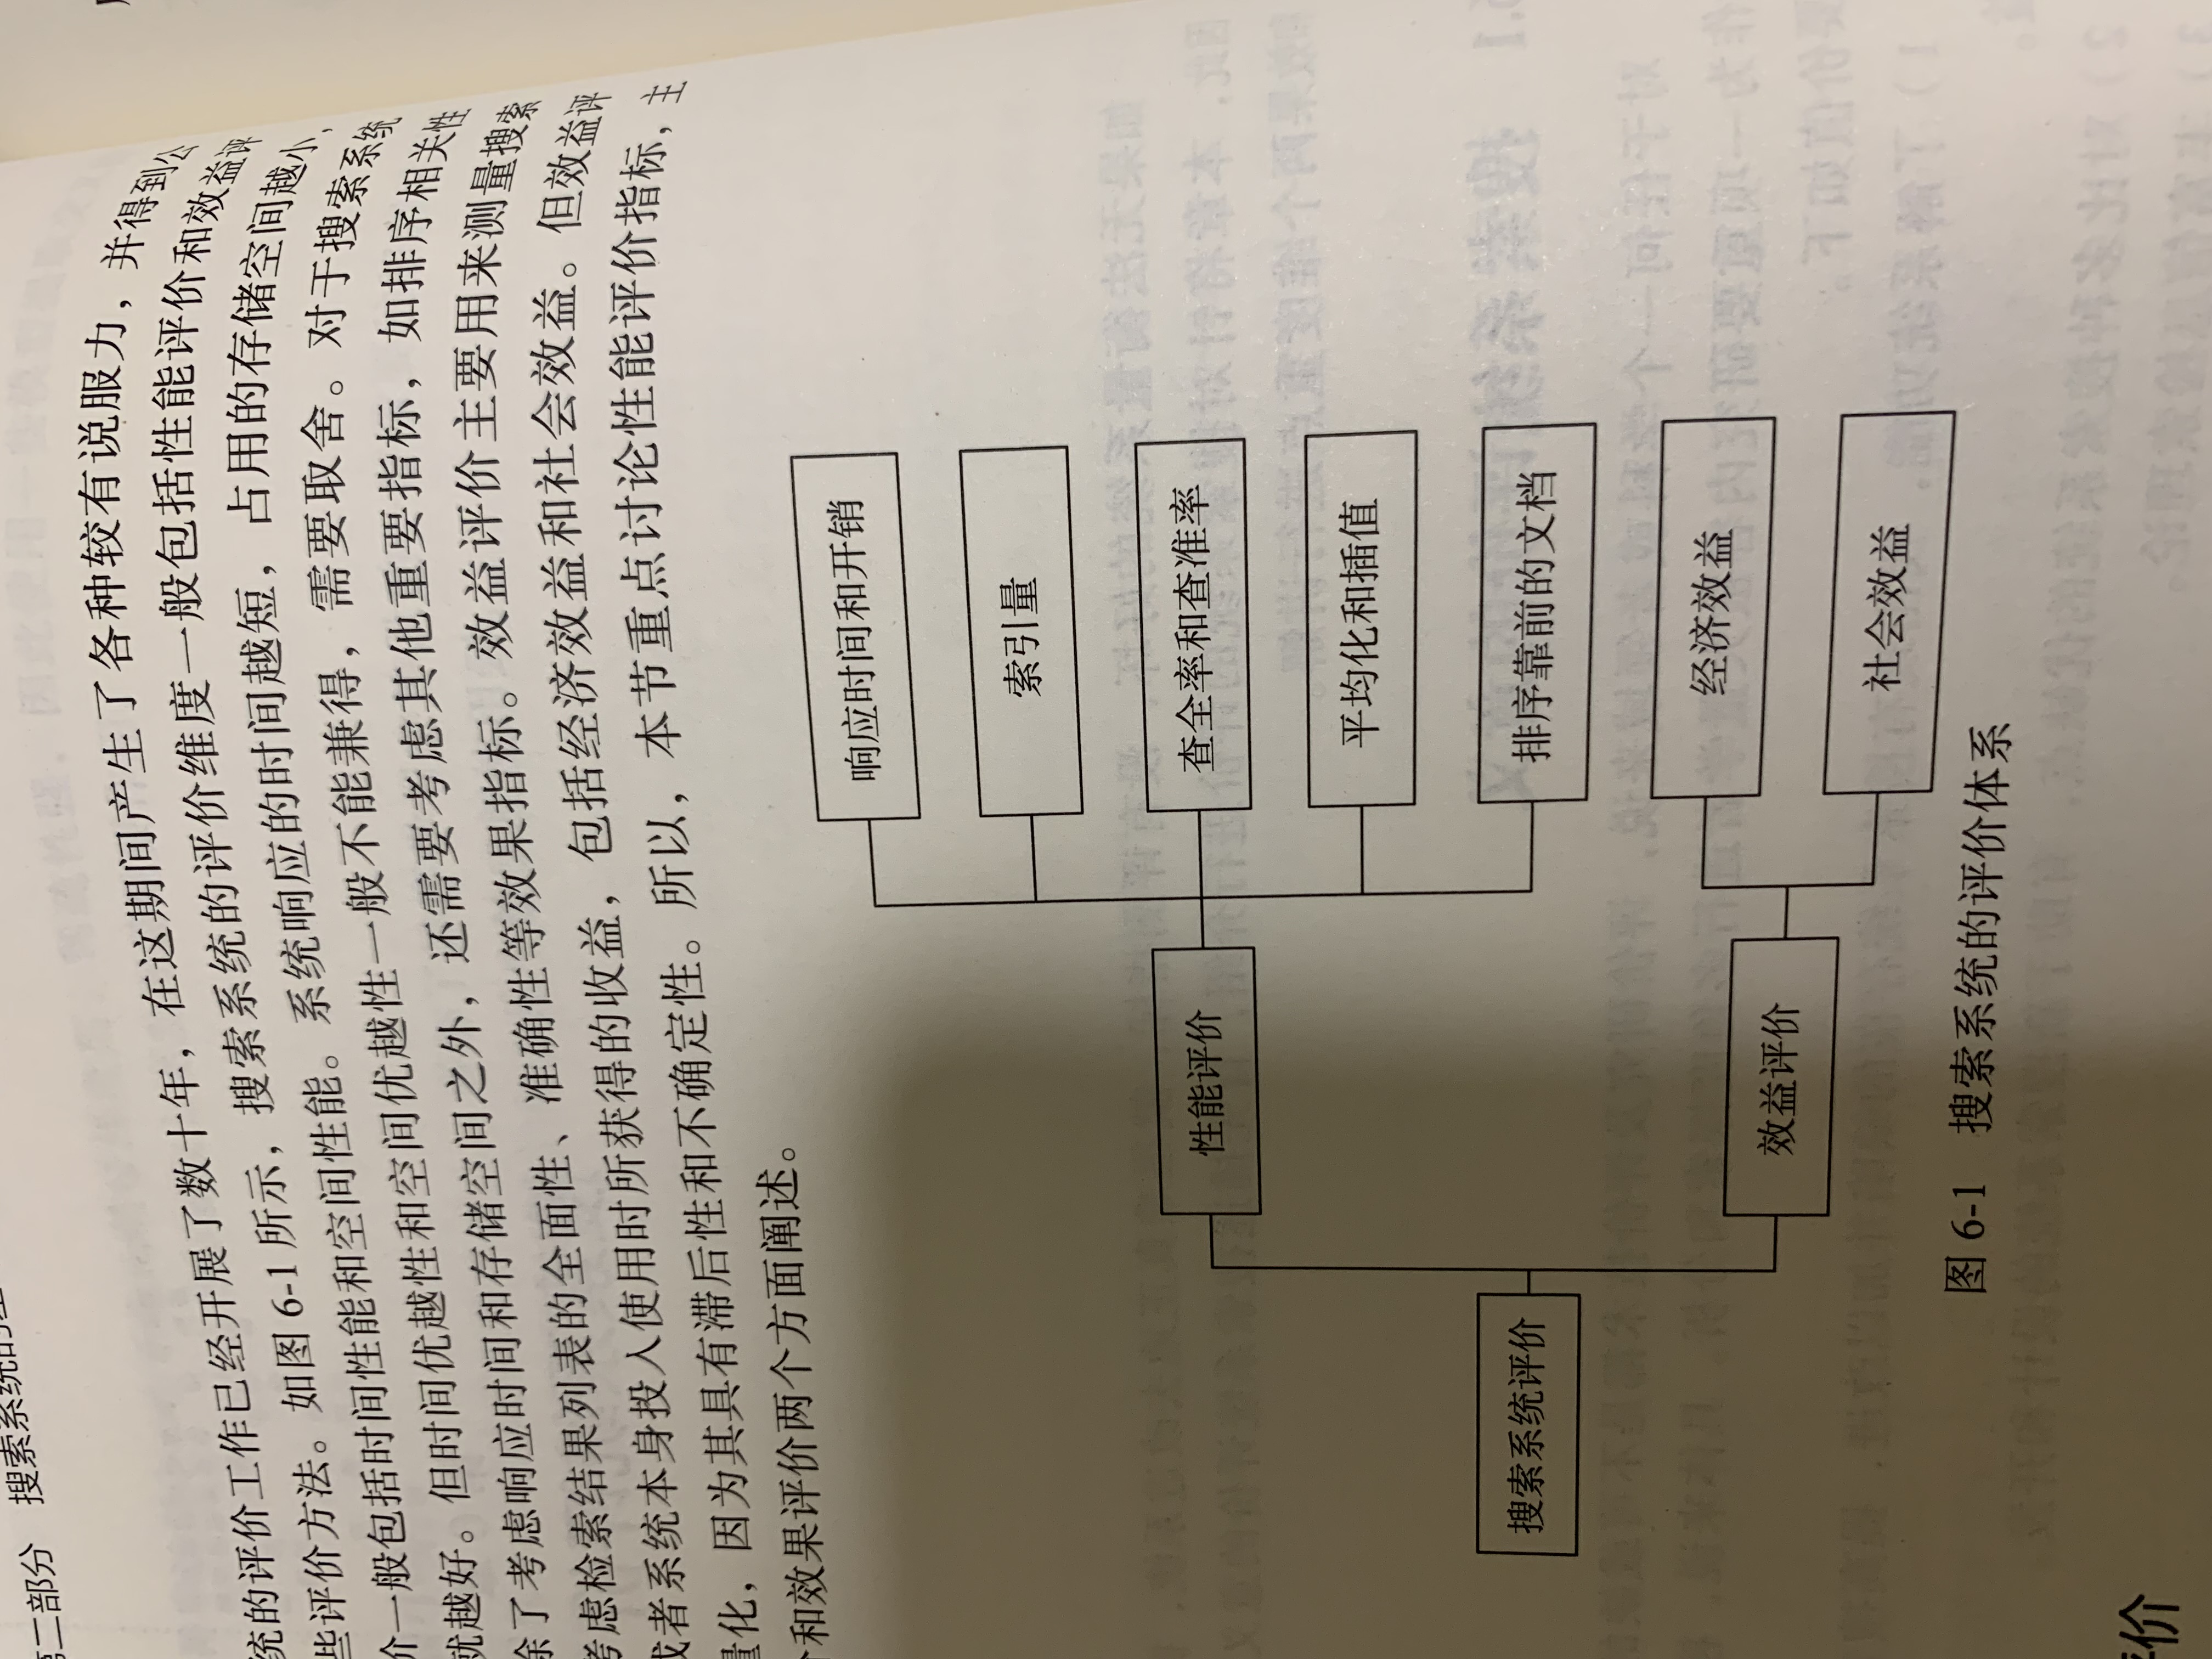 第二部分　搜索系统的
统的评价工作已经开展了数十年，在这期间产生了各种较有说服力，并得到公
些评价方法。如图 6-1 所示，搜索系统的评价维度一般包括性能评价和效益评
价一般包括时间性能和空间性能。系统响应的时间越短，占用的存储空间越小，
就越好。但时间优越性和空间优越性一般不能兼得，需要取舍。对于搜索系统
除了考虑响应时间和存储空间之外，还需要考虑其他重要指标，如排序相关性
考虑检索结果列表的全面性、准确性等效果指标。效益评价主要用来测量搜索
或者系统本身投入使用时所获得的收益，包括经济效益和社会效益。但效益评
量化，因为其具有滞后性和不确定性。所以，本节重点讨论性能评价指标，主
和效果评价两个方面阐述。
响应时间和开销
索引量
性能评价
查全率和查准率
平均化和插值
搜索系统评价
排序靠前的文档
经济效益
效益评价
社会效益
图 6-1　搜索系统的评价体系
评价